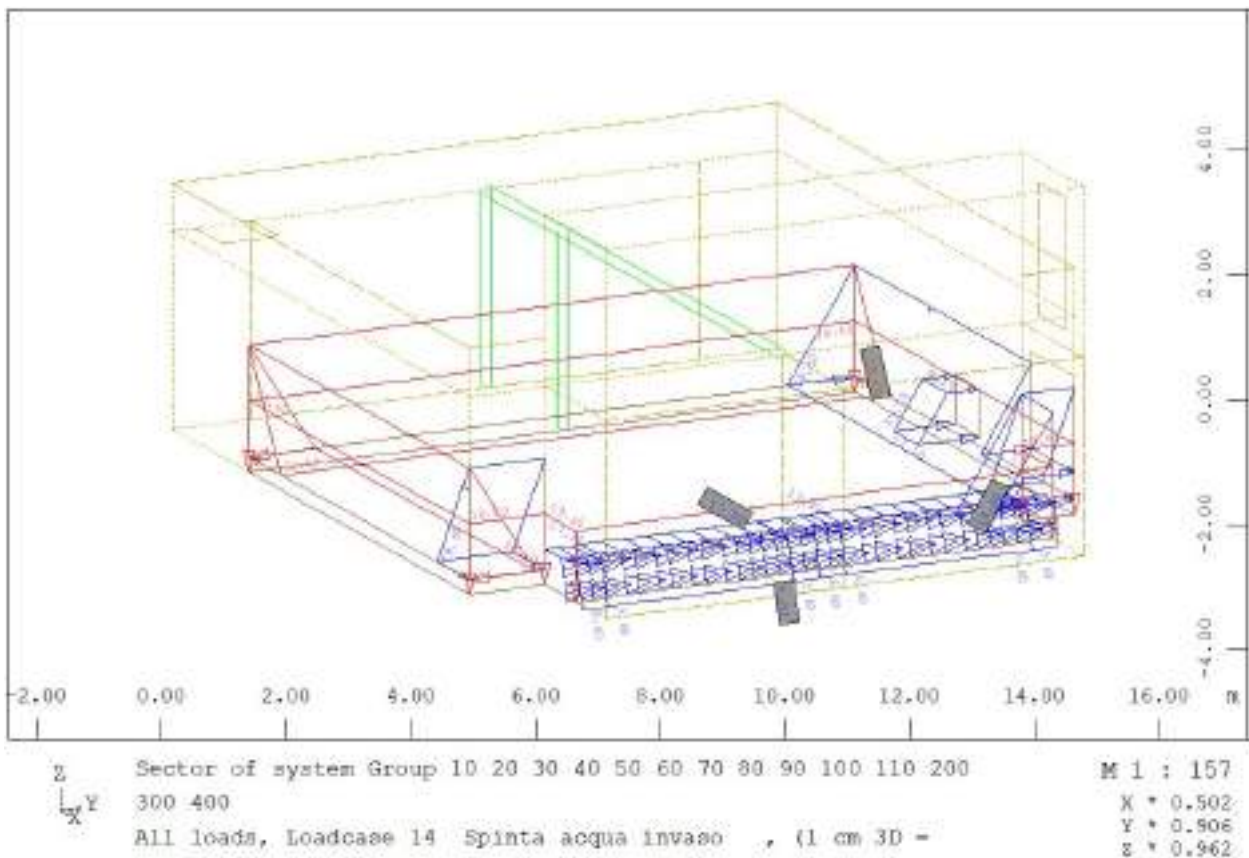 4.00
2.00
0.00
-2.00
-4.00
-2.00 0.00 2.00 4.00 6.00 8.00 10.00 12.00 14.00 16.00 m
Z
Y
X
Sector of system Group 10 20 30 40 50 60 70 80 90 100 110 200
300 400
All loads, Loadcase 14 Spinta acqua invaso , (1 cm 3D =
M 1 : 157
X * 0.502
Y * 0.906
Z * 0.962